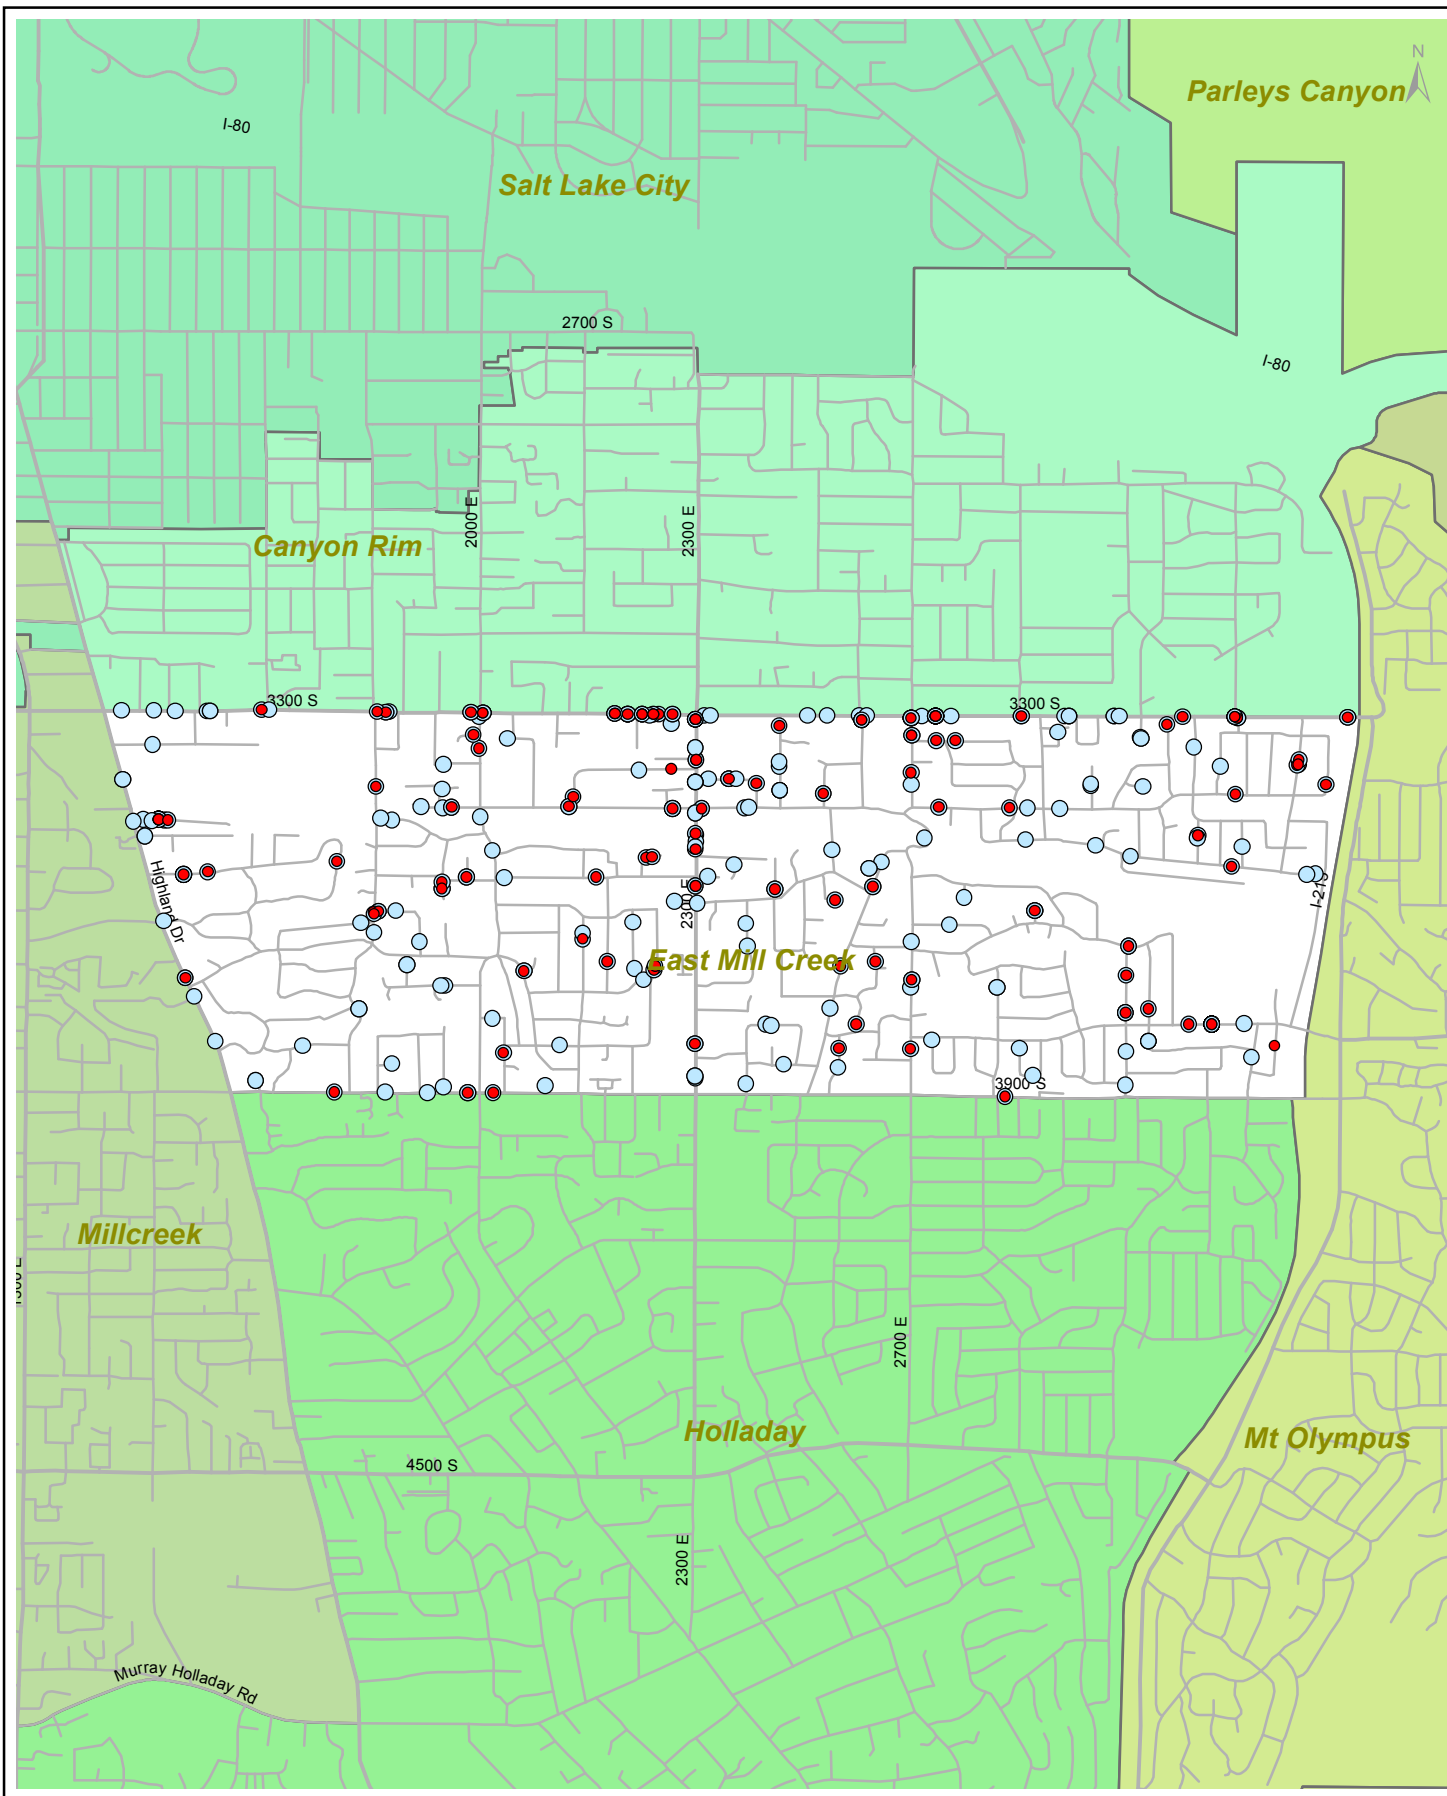 N
Parleys Canyon
I-80
Salt Lake City
2700 S
I-80
2000 E
2300 E
Canyon Rim
3300 S
3300 S
Highland Dr
I-215
2300 E
East Mill Creek
3900 S
Millcreek
2700 E
Holladay
Mt Olympus
4500 S
2300 E
Murray Holladay Rd